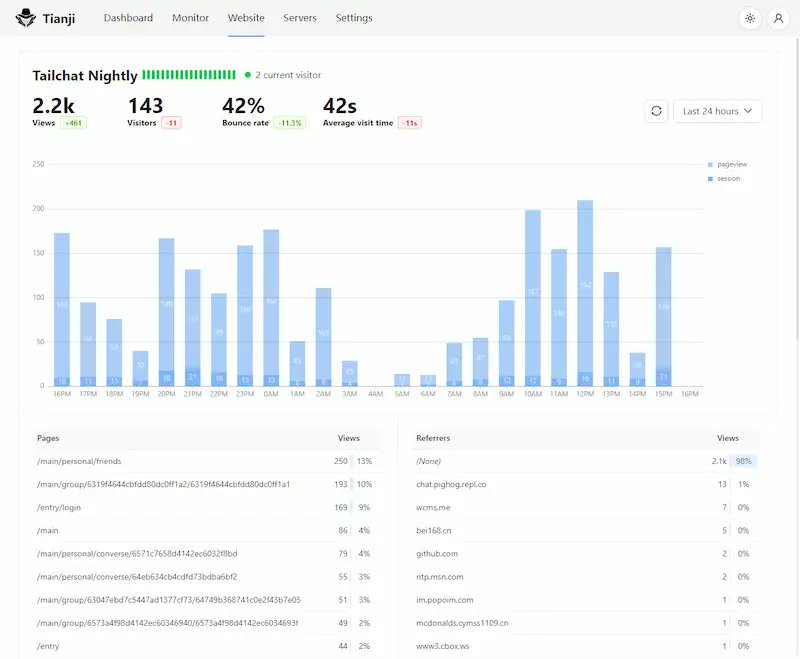 Tianji Dashboard Monitor Website Servers Settings
Tailchat Nightly 2 current visitor
2.2k 143 42% 42s
Views +461 Visitors -11 Bounce rate -11.3% Average visit time -11s
Last 24 hours
pageview
session
250
200
150
100
50
0
16PM 17PM 18PM 19PM 20PM 21PM 22PM 23PM 0AM 1AM 2AM 3AM 4AM 5AM 6AM 7AM 8AM 9AM 10AM 11AM 12PM 13PM 14PM 15PM 16PM
Pages Views
/main/personal/friends 250 13%
/main/group/6319f4644cbfdd80dc0ff1a2/6319f4644cbfdd80dc0ff1a1 193 10%
/entry/login 169 9%
/main 86 4%
/main/personal/converse/6571c7658d4142ec6032f8bd 79 4%
/main/personal/converse/64eb634cb4cdfd73bdba6bf2 55 3%
/main/group/63047ebd7c5447ad1377cf73/64749b368741c0e2f43b7e05 51 3%
/main/group/6573a4f98d4142ec60346940/6573a4f98d4142ec6034693f 49 2%
/entry 44 2%
Referrers Views
(None) 2.1k 98%
chat.pighog.repl.co 13 1%
wcms.me 7 0%
bei168.cn 5 0%
github.com 2 0%
ntp.msn.com 2 0%
im.popoim.com 1 0%
mcdonalds.cymss1109.cn 1 0%
www3.cbox.ws 1 0%